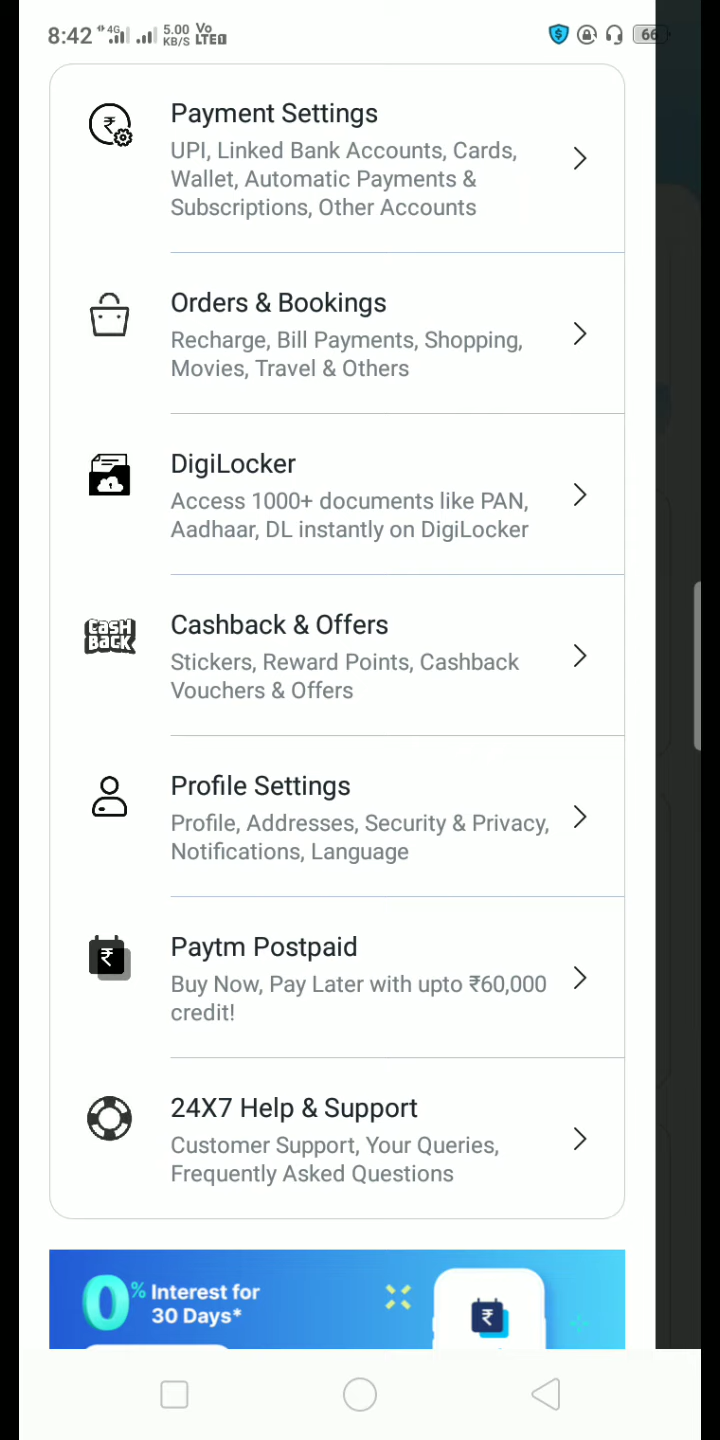 8:42 4G 5.00 KB/S Vo LTE 66
Payment Settings
UPI, Linked Bank Accounts, Cards,
Wallet, Automatic Payments &
Subscriptions, Other Accounts
Orders & Bookings
Recharge, Bill Payments, Shopping,
Movies, Travel & Others
DigiLocker
Access 1000+ documents like PAN,
Aadhaar, DL instantly on DigiLocker
CASH
BACK
Cashback & Offers
Stickers, Reward Points, Cashback
Vouchers & Offers
Profile Settings
Profile, Addresses, Security & Privacy,
Notifications, Language
Paytm Postpaid
Buy Now, Pay Later with upto ₹60,000
credit!
24X7 Help & Support
Customer Support, Your Queries,
Frequently Asked Questions
0% Interest for
30 Days*